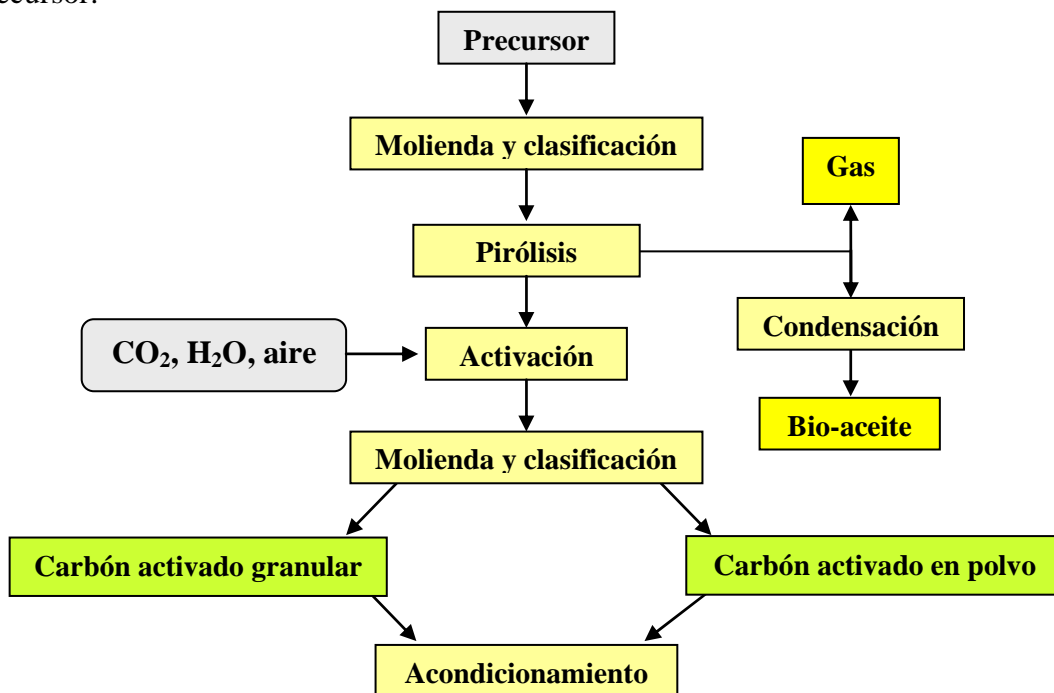 Precursor
Molienda y clasificación
Gas
Pirólisis
Condensación
CO₂, H₂O, aire
Activación
Bio-aceite
Molienda y clasificación
Carbón activado granular
Carbón activado en polvo
Acondicionamiento